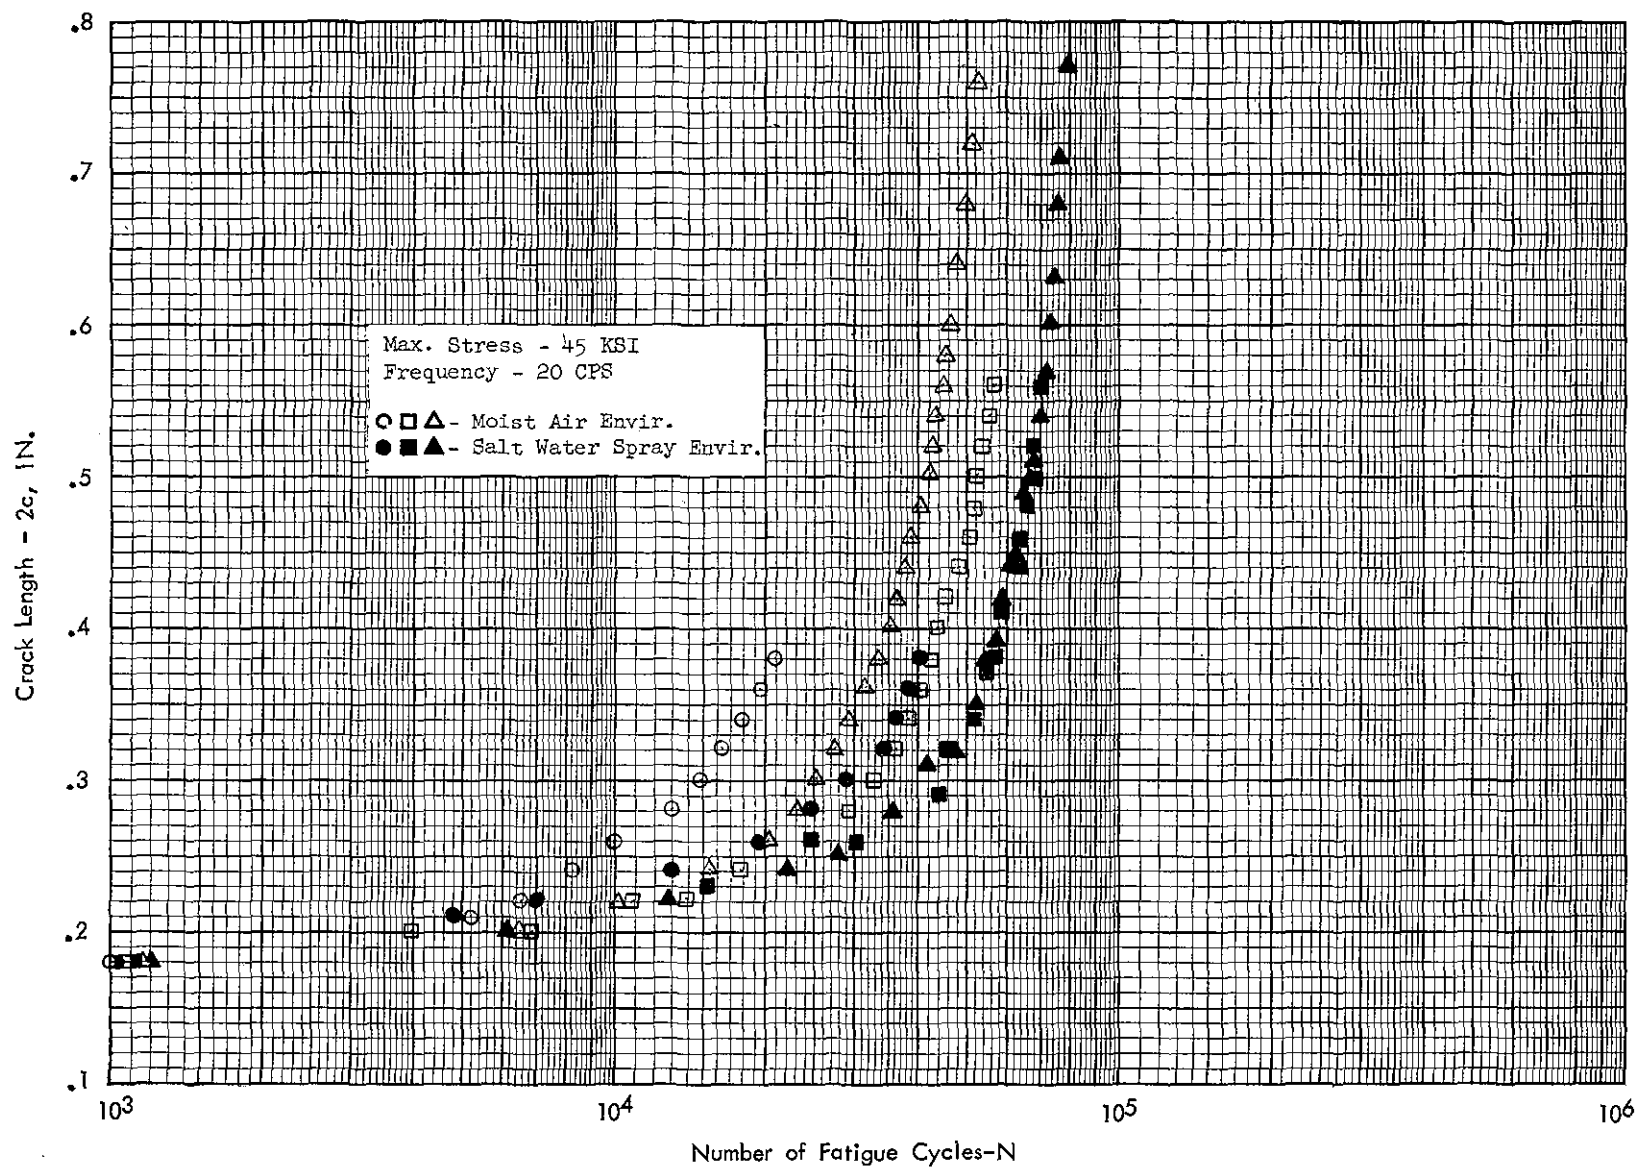 .8
.7
.6
.5
.4
.3
.2
.1
Crack Length - 2c, IN.
Max. Stress - 45 KSI
Frequency - 20 CPS
- Moist Air Envir.
- Salt Water Spray Envir.
10³
10⁴
10⁵
10⁶
Number of Fatigue Cycles-N